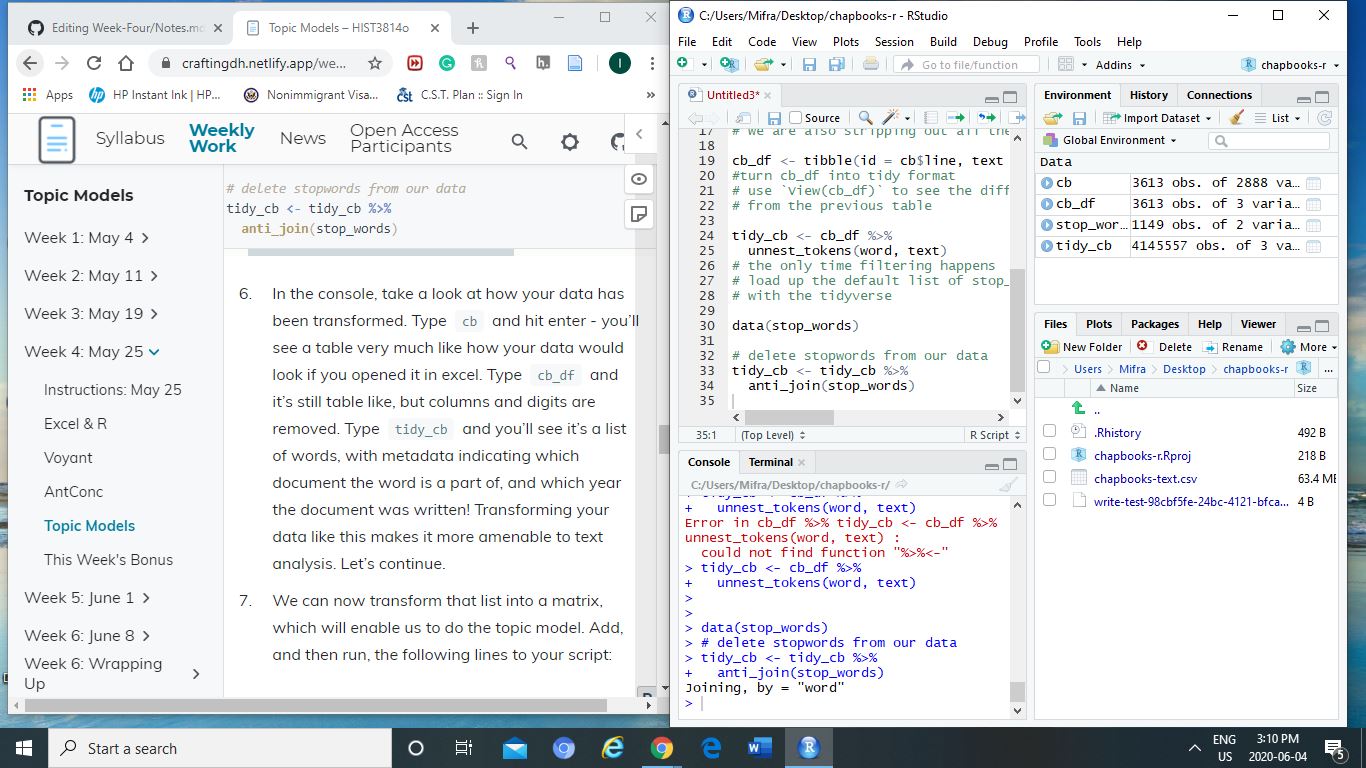 Editing Week-Four/Notes.md
Topic Models – HIST3814o
craftingdh.netlify.app/we...
Apps
HP Instant Ink | HP...
Nonimmigrant Visa...
C.S.T. Plan :: Sign In
»
Syllabus
Weekly Work
News
Open Access Participants
Topic Models
Week 1: May 4
Week 2: May 11
Week 3: May 19
Week 4: May 25
Instructions: May 25
Excel & R
Voyant
AntConc
Topic Models
This Week's Bonus
Week 5: June 1
Week 6: June 8
Week 6: Wrapping
Up
# delete stopwords from our data
tidy_cb <- tidy_cb %>%
anti_join(stop_words)
6. In the console, take a look at how your data has
been transformed. Type cb and hit enter - you'll
see a table very much like how your data would
look if you opened it in excel. Type cb_df and
it's still table like, but columns and digits are
removed. Type tidy_cb and you'll see it's a list
of words, with metadata indicating which
document the word is a part of, and which year
the document was written! Transforming your
data like this makes it more amenable to text
analysis. Let's continue.
7. We can now transform that list into a matrix,
which will enable us to do the topic model. Add,
and then run, the following lines to your script:
C:/Users/Mifra/Desktop/chapbooks-r - RStudio
File Edit Code View Plots Session Build Debug Profile Tools Help
Go to file/function
Addins
chapbooks-r
Untitled3*
Source
17 # we are also stripping out all the
18
19 cb_df <- tibble(id = cb$line, text
20 #turn cb_df into tidy format
21 # use `View(cb_df)` to see the diff
22 # from the previous table
23
24 tidy_cb <- cb_df %>%
25 unnest_tokens(word, text)
26 # the only time filtering happens
27 # load up the default list of stop_
28 # with the tidyverse
29
30 data(stop_words)
31
32 # delete stopwords from our data
33 tidy_cb <- tidy_cb %>%
34 anti_join(stop_words)
35
35:1 (Top Level) R Script
Console Terminal
C:/Users/Mifra/Desktop/chapbooks-r/
+ unnest_tokens(word, text)
Error in cb_df %>% tidy_cb <- cb_df %>%
unnest_tokens(word, text) :
could not find function "%>%<-"
> tidy_cb <- cb_df %>%
+ unnest_tokens(word, text)
>
>
> data(stop_words)
> # delete stopwords from our data
> tidy_cb <- tidy_cb %>%
+ anti_join(stop_words)
Joining, by = "word"
>
Environment History Connections
Import Dataset List
Global Environment
Data
cb 3613 obs. of 2888 va...
cb_df 3613 obs. of 3 varia...
stop_wor... 1149 obs. of 2 varia...
tidy_cb 4145557 obs. of 3 va...
Files Plots Packages Help Viewer
New Folder Delete Rename More
Users Mifra Desktop chapbooks-r ...
Name Size
..
.Rhistory 492 B
chapbooks-r.Rproj 218 B
chapbooks-text.csv 63.4 MB
write-test-98cbf5fe-24bc-4121-bfca... 4 B
Start a search
ENG
US
3:10 PM
2020-06-04
5